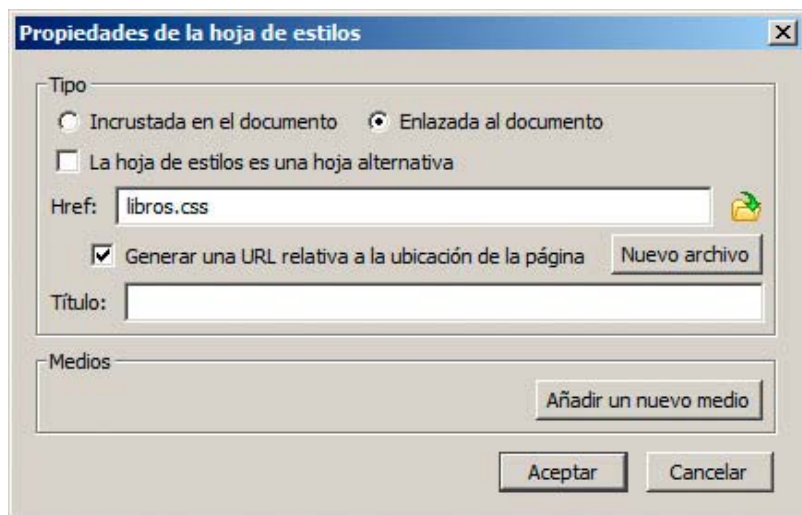 Propiedades de la hoja de estilos
Tipo
Incrustada en el documento Enlazada al documento
La hoja de estilos es una hoja alternativa
Href: libros.css
Generar una URL relativa a la ubicación de la página Nuevo archivo
Título:
Medios
Añadir un nuevo medio
Aceptar Cancelar